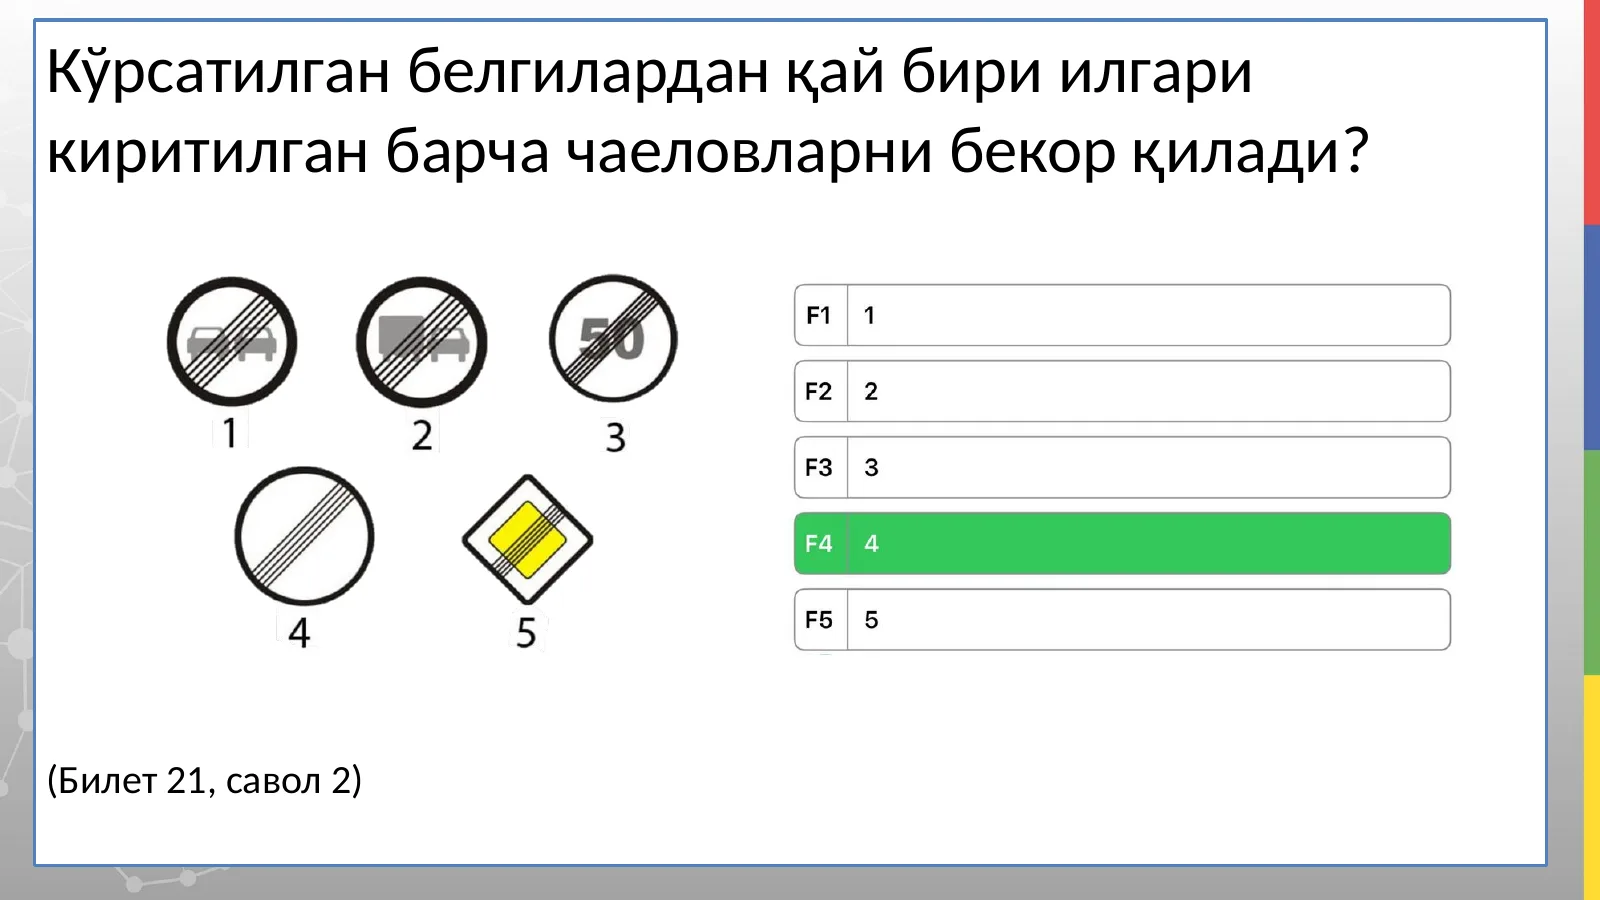 Кўрсатилган белгилардан қай бири илгари
киритилган барча чаеловларни бекор қилади?
50
1
2
3
4
5
F1 1
F2 2
F3 3
F4 4
F5 5
(Билет 21, савол 2)